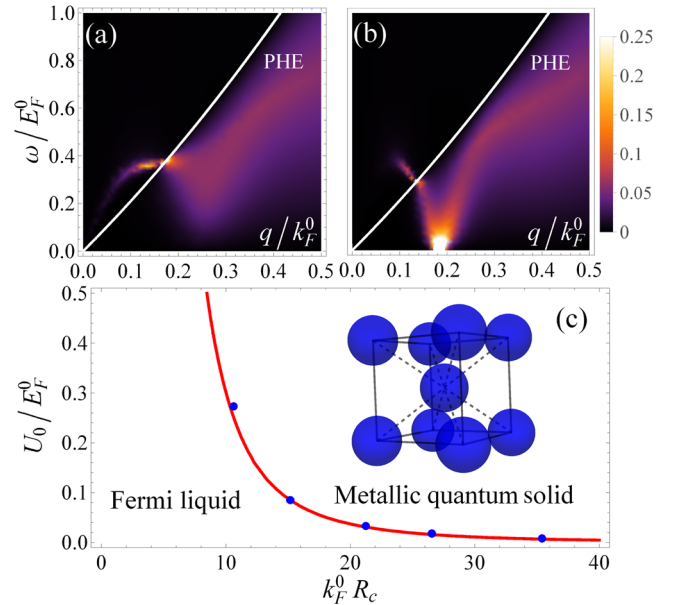 (a)
PHE
ω / E_F^0
1.0
0.8
0.6
0.4
0.2
0.0
q / k_F^0
0.0 0.1 0.2 0.3 0.4 0.5
(b)
PHE
q / k_F^0
0.0 0.1 0.2 0.3 0.4 0.5
0.25
0.20
0.15
0.10
0.05
0
(c)
U_0 / E_F^0
0.5
0.4
0.3
0.2
0.1
0.0
Fermi liquid
Metallic quantum solid
0 10 20 30 40
k_F^0 R_c